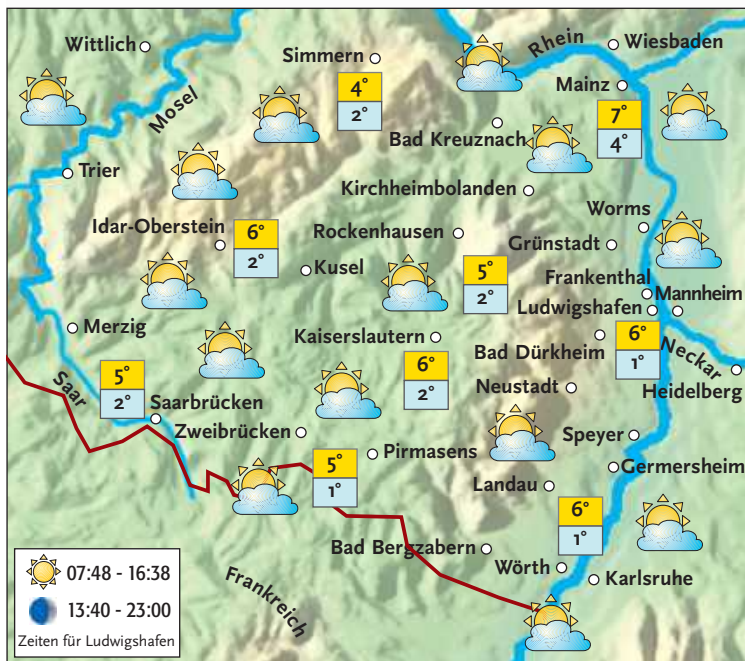 Wittlich
Simmern
Rhein
Wiesbaden
Mosel
4°
2°
Mainz
7°
4°
Bad Kreuznach
Trier
Kirchheimbolanden
Idar-Oberstein
6°
2°
Rockenhausen
Worms
Grünstadt
Kusel
5°
2°
Frankenthal
Mannheim
Ludwigshafen
Merzig
Kaiserslautern
Bad Dürkheim
6°
1°
Neckar
5°
2°
6°
2°
Saar
Neustadt
Heidelberg
Saarbrücken
Zweibrücken
Speyer
Pirmasens
5°
1°
Germersheim
Landau
6°
1°
Bad Bergzabern
Wörth
Karlsruhe
Frankreich
07:48 - 16:38
13:40 - 23:00
Zeiten für Ludwigshafen